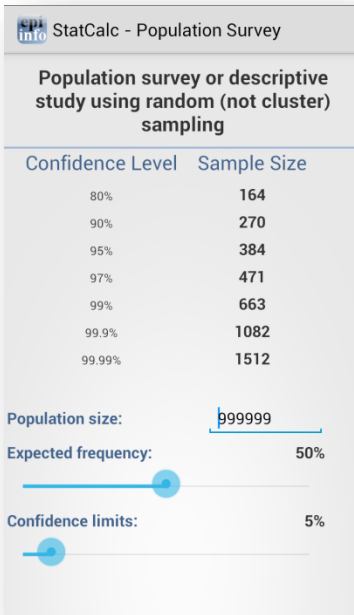 epi info StatCalc - Population Survey
Population survey or descriptive
study using random (not cluster)
sampling
Confidence Level Sample Size
80% 164
90% 270
95% 384
97% 471
99% 663
99.9% 1082
99.99% 1512
Population size: 999999
Expected frequency: 50%
Confidence limits: 5%